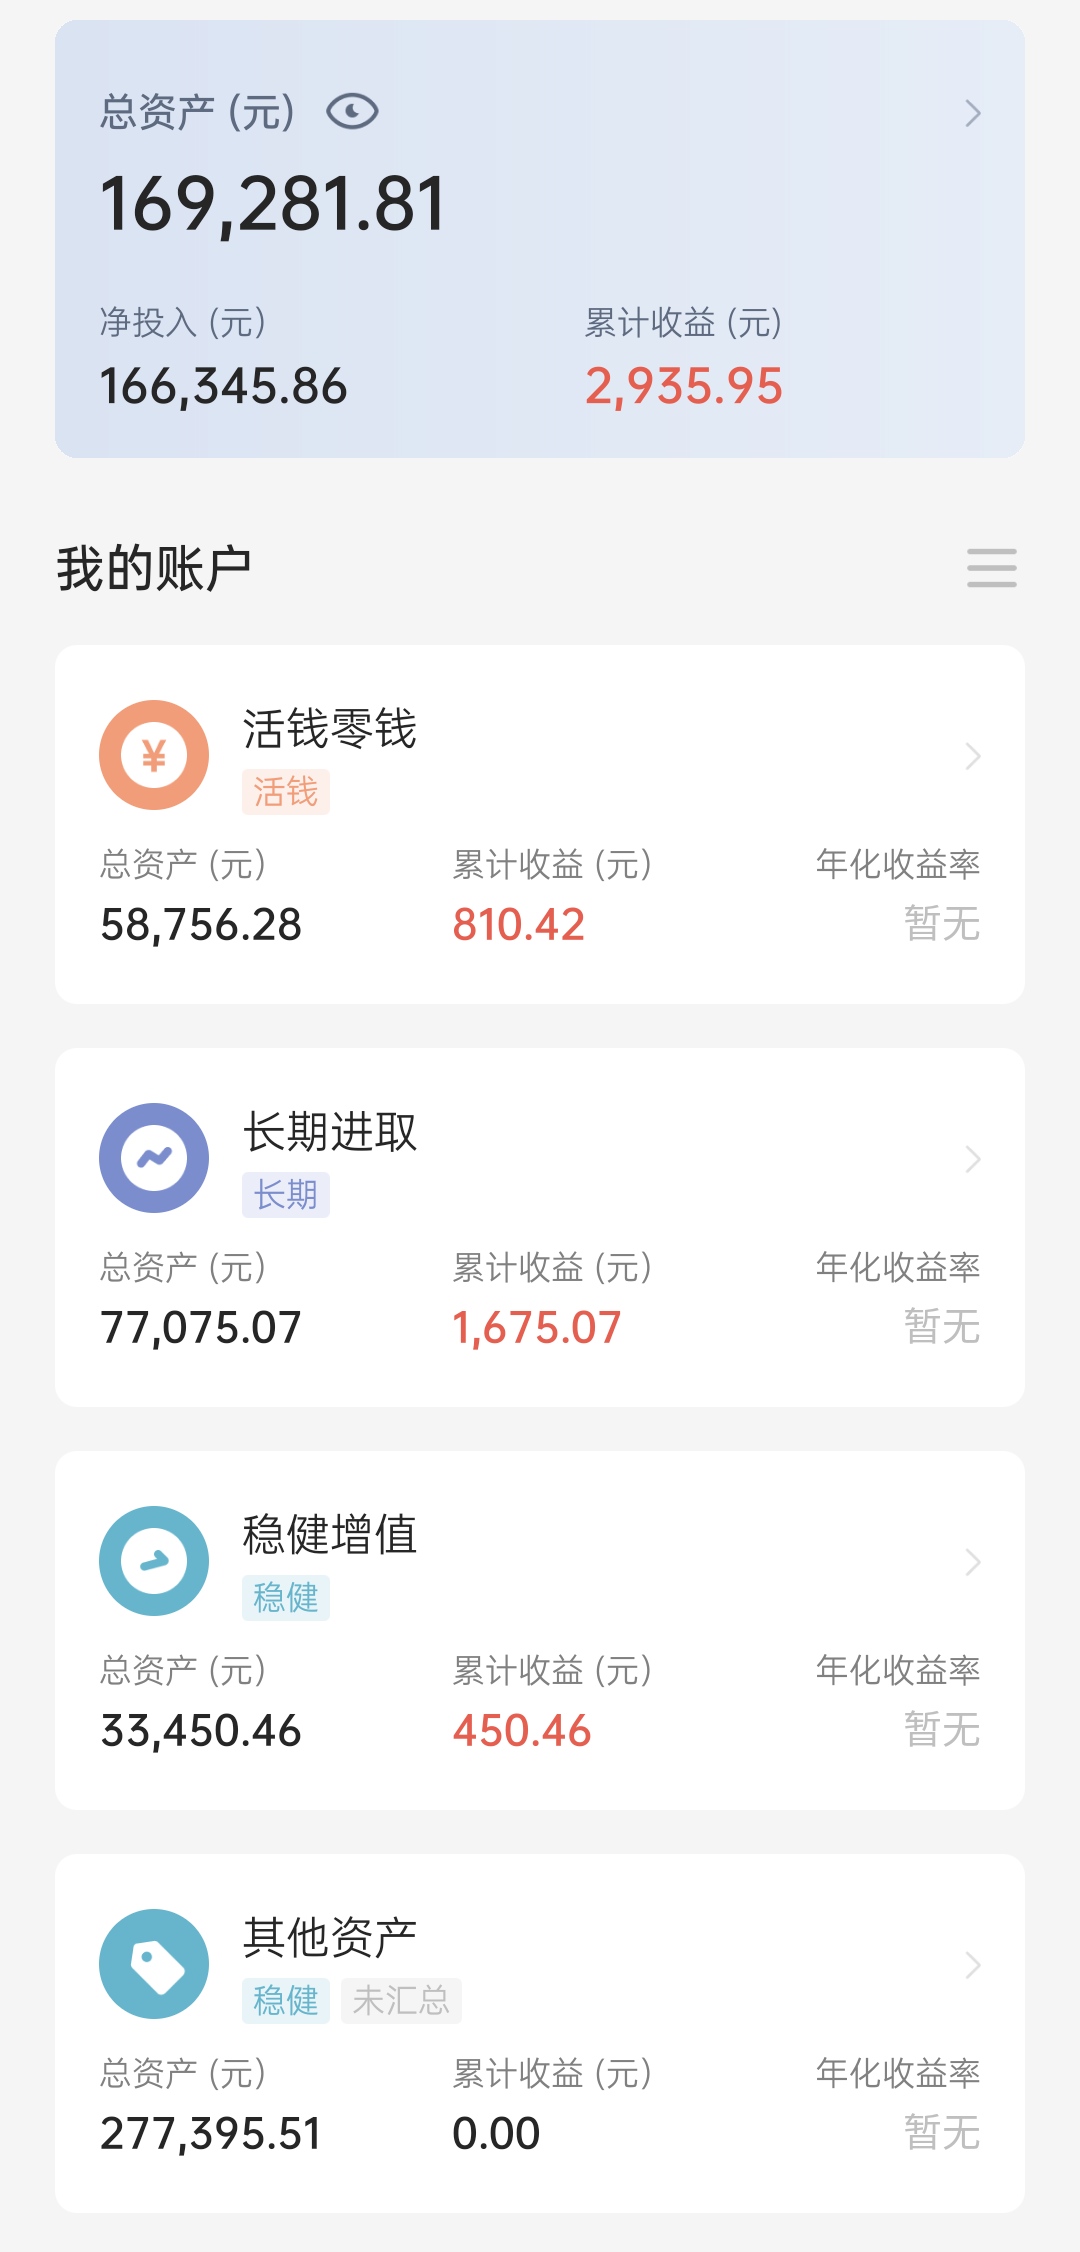 总资产 (元)
169,281.81
净投入 (元) 累计收益 (元)
166,345.86 2,935.95
我的账户
¥ 活钱零钱
活钱
总资产 (元) 累计收益 (元) 年化收益率
58,756.28 810.42 暂无
长期进取
长期
总资产 (元) 累计收益 (元) 年化收益率
77,075.07 1,675.07 暂无
稳健增值
稳健
总资产 (元) 累计收益 (元) 年化收益率
33,450.46 450.46 暂无
其他资产
稳健 未汇总
总资产 (元) 累计收益 (元) 年化收益率
277,395.51 0.00 暂无